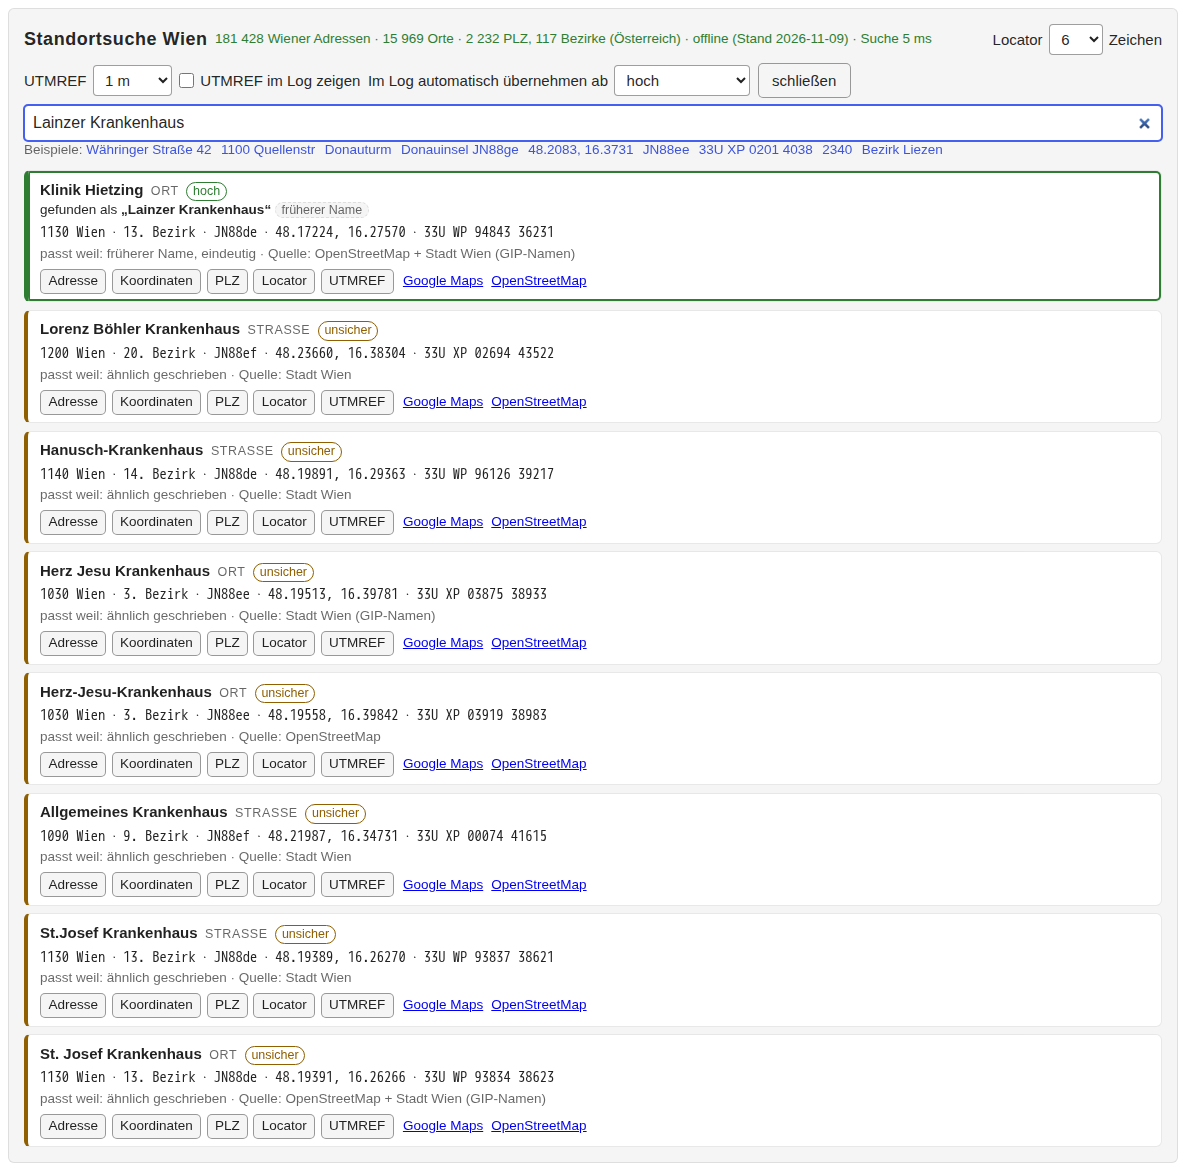 Standortsuche Wien 181 428 Wiener Adressen · 15 969 Orte · 2 232 PLZ, 117 Bezirke (Österreich) · offline (Stand 2026-11-09) · Suche 5 ms Locator 6 Zeichen
UTMREF 1 m UTMREF im Log zeigen Im Log automatisch übernehmen ab hoch schließen
Lainzer Krankenhaus ×
Beispiele: Währinger Straße 42 1100 Quellenstr Donauturm Donauinsel JN88ge 48.2083, 16.3731 JN88ee 33U XP 0201 4038 2340 Bezirk Liezen
Klinik Hietzing ORT hoch
gefunden als „Lainzer Krankenhaus“ früherer Name
1130 Wien · 13. Bezirk · JN88de · 48.17224, 16.27570 · 33U WP 94843 36231
passt weil: früherer Name, eindeutig · Quelle: OpenStreetMap + Stadt Wien (GIP-Namen)
Adresse Koordinaten PLZ Locator UTMREF Google Maps OpenStreetMap
Lorenz Böhler Krankenhaus STRASSE unsicher
1200 Wien · 20. Bezirk · JN88ef · 48.23660, 16.38304 · 33U XP 02694 43522
passt weil: ähnlich geschrieben · Quelle: Stadt Wien
Adresse Koordinaten PLZ Locator UTMREF Google Maps OpenStreetMap
Hanusch-Krankenhaus STRASSE unsicher
1140 Wien · 14. Bezirk · JN88de · 48.19891, 16.29363 · 33U WP 96126 39217
passt weil: ähnlich geschrieben · Quelle: Stadt Wien
Adresse Koordinaten PLZ Locator UTMREF Google Maps OpenStreetMap
Herz Jesu Krankenhaus ORT unsicher
1030 Wien · 3. Bezirk · JN88ee · 48.19513, 16.39781 · 33U XP 03875 38933
passt weil: ähnlich geschrieben · Quelle: Stadt Wien (GIP-Namen)
Adresse Koordinaten PLZ Locator UTMREF Google Maps OpenStreetMap
Herz-Jesu-Krankenhaus ORT unsicher
1030 Wien · 3. Bezirk · JN88ee · 48.19558, 16.39842 · 33U XP 03919 38983
passt weil: ähnlich geschrieben · Quelle: OpenStreetMap
Adresse Koordinaten PLZ Locator UTMREF Google Maps OpenStreetMap
Allgemeines Krankenhaus STRASSE unsicher
1090 Wien · 9. Bezirk · JN88ef · 48.21987, 16.34731 · 33U XP 00074 41615
passt weil: ähnlich geschrieben · Quelle: Stadt Wien
Adresse Koordinaten PLZ Locator UTMREF Google Maps OpenStreetMap
St.Josef Krankenhaus STRASSE unsicher
1130 Wien · 13. Bezirk · JN88de · 48.19389, 16.26270 · 33U WP 93837 38621
passt weil: ähnlich geschrieben · Quelle: Stadt Wien
Adresse Koordinaten PLZ Locator UTMREF Google Maps OpenStreetMap
St. Josef Krankenhaus ORT unsicher
1130 Wien · 13. Bezirk · JN88de · 48.19391, 16.26266 · 33U WP 93834 38623
passt weil: ähnlich geschrieben · Quelle: OpenStreetMap + Stadt Wien (GIP-Namen)
Adresse Koordinaten PLZ Locator UTMREF Google Maps OpenStreetMap